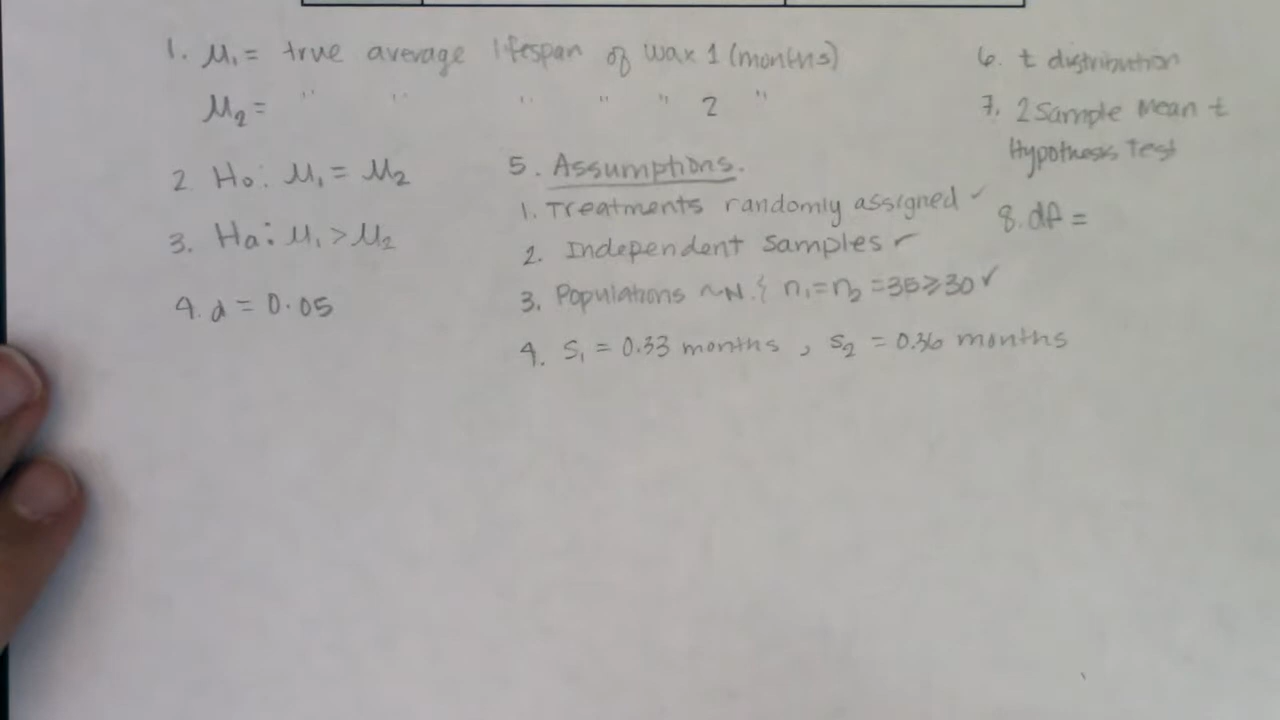 1. μ₁ = true average lifespan of wax 1 (months)
μ₂ = " " " " " 2 "
2. Ho: μ₁ = μ₂
3. Ha: μ₁ > μ₂
4. α = 0.05
5. Assumptions.
1. Treatments randomly assigned ✓
2. Independent samples ✓
3. Populations ~N. { n₁ = n₂ = 35 ≥ 30 ✓
4. S₁ = 0.33 months , S₂ = 0.36 months
6. t distribution
7. 2 Sample Mean t
Hypothesis Test
8. df =